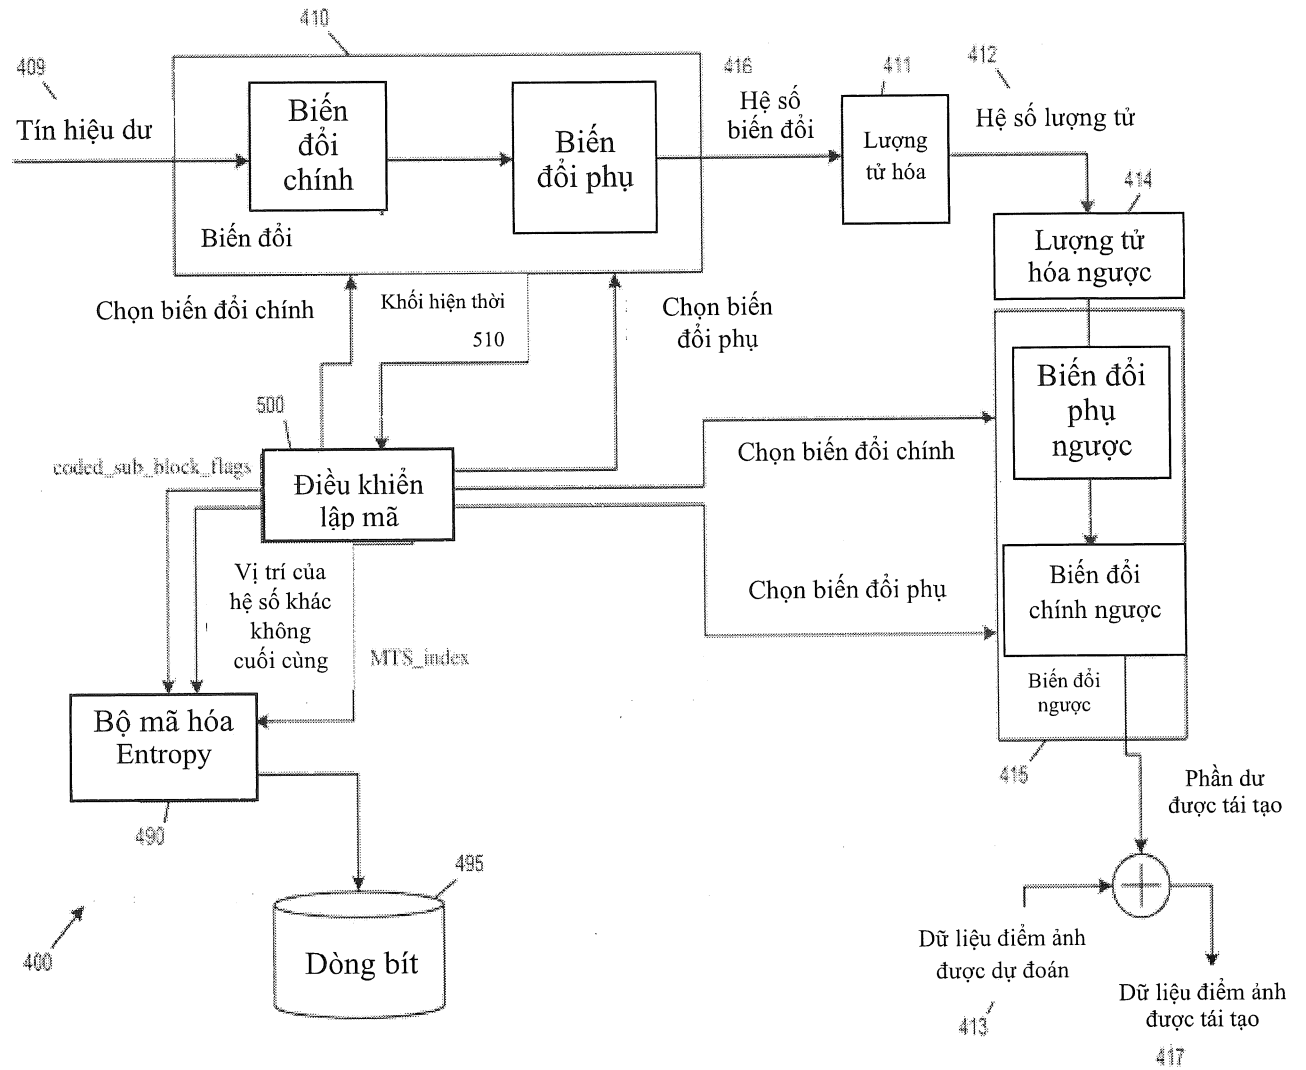 410
409
Tín hiệu dư
Biến
đổi
chính
Biến
đổi phụ
Biến đổi
416
Hệ số
biến đổi
411
Lượng
tử hóa
412
Hệ số lượng tử
414
Lượng tử
hóa ngược
Chọn biến đổi chính
Khối hiện thời
510
Chọn biến
đổi phụ
Biến đổi
phụ
ngược
500
coded_sub_block_flags
Điều khiển
lập mã
Chọn biến đổi chính
Vị trí của
hệ số khác
không
cuối cùng
MTS_index
Chọn biến đổi phụ
Biến đổi
chính ngược
Biến đổi
ngược
415
Bộ mã hóa
Entropy
490
Phần dư
được tái tạo
495
Dòng bít
400
Dữ liệu điểm ảnh
được dự đoán
413
Dữ liệu điểm ảnh
được tái tạo
417